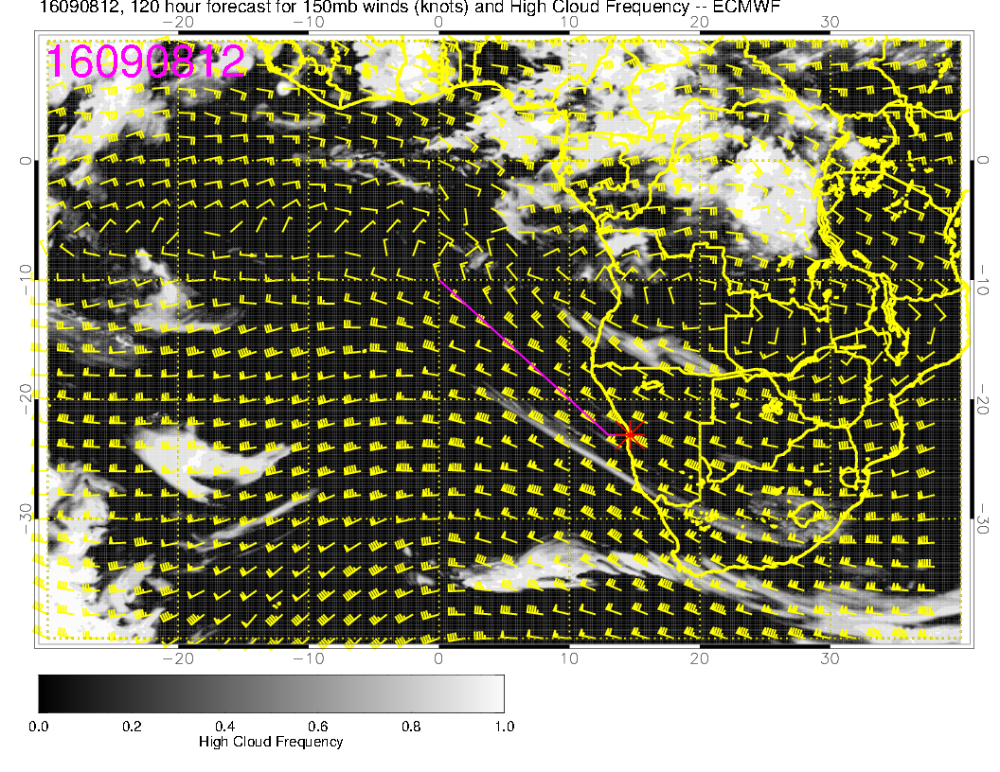 16090812, 120 hour forecast for 150mb winds (knots) and High Cloud Frequency -- ECMWF
−20 −10 0 10 20 30
16090812
0 0
−10 −10
−20 −20
−30 −30
−20 −10 0 10 20 30
0.0 0.2 0.4 0.6 0.8 1.0
High Cloud Frequency